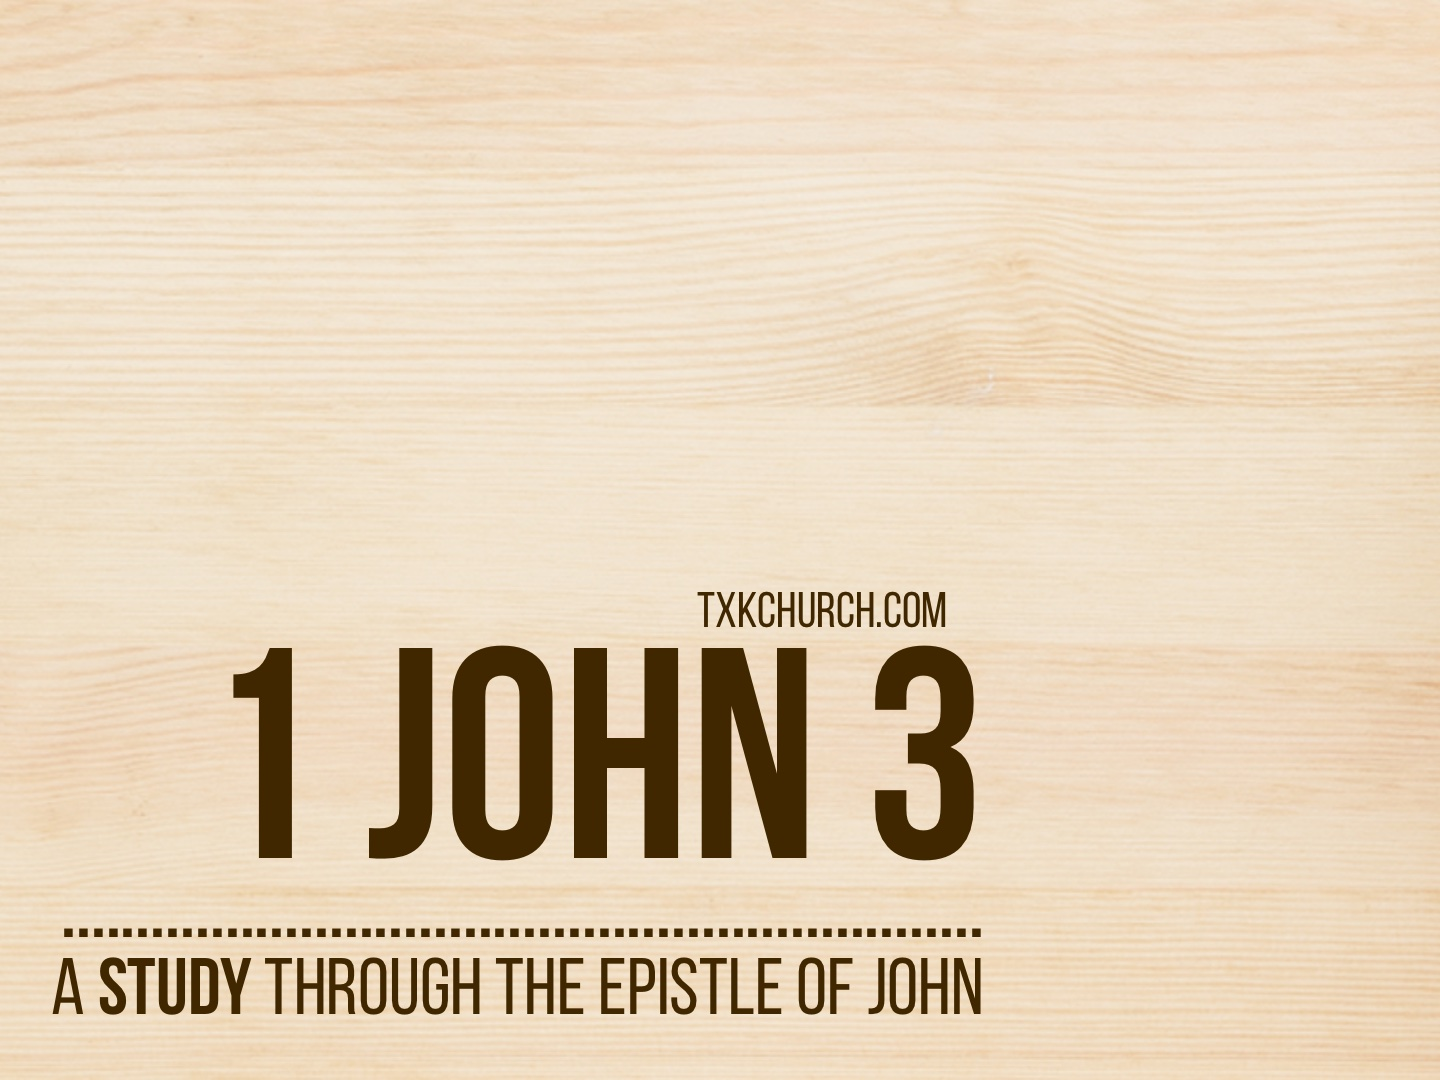 TXKCHURCH.COM
1 JOHN 3
A STUDY THROUGH THE EPISTLE OF JOHN